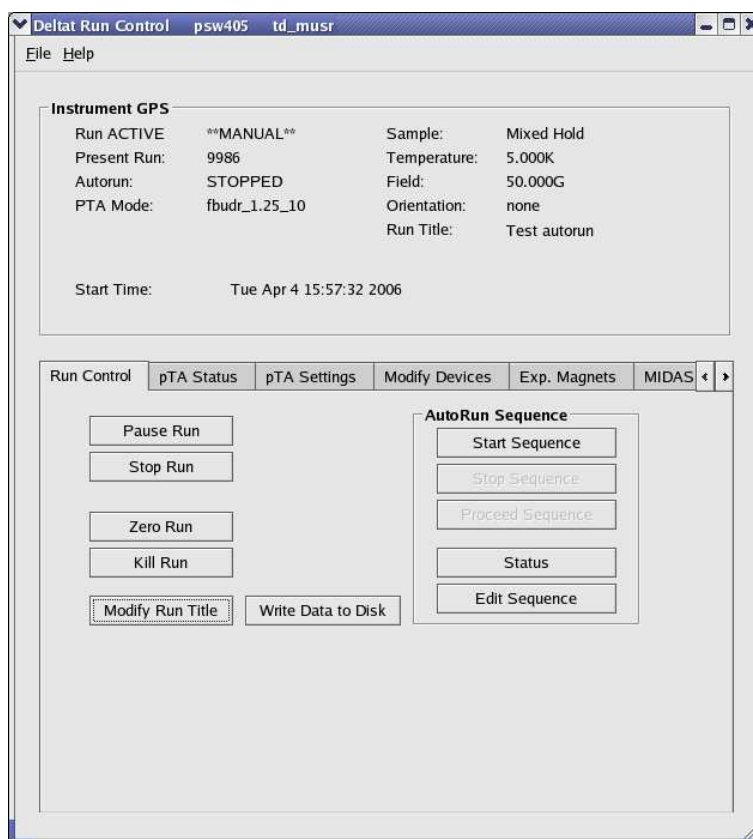 Deltat Run Control psw405 td_musr
File Help
Instrument GPS
Run ACTIVE **MANUAL** Sample: Mixed Hold
Present Run: 9986 Temperature: 5.000K
Autorun: STOPPED Field: 50.000G
PTA Mode: fbudr_1.25_10 Orientation: none
Run Title: Test autorun
Start Time: Tue Apr 4 15:57:32 2006
Run Control pTA Status pTA Settings Modify Devices Exp. Magnets MIDAS
Pause Run
Stop Run
Zero Run
Kill Run
Modify Run Title Write Data to Disk
AutoRun Sequence
Start Sequence
Stop Sequence
Proceed Sequence
Status
Edit Sequence